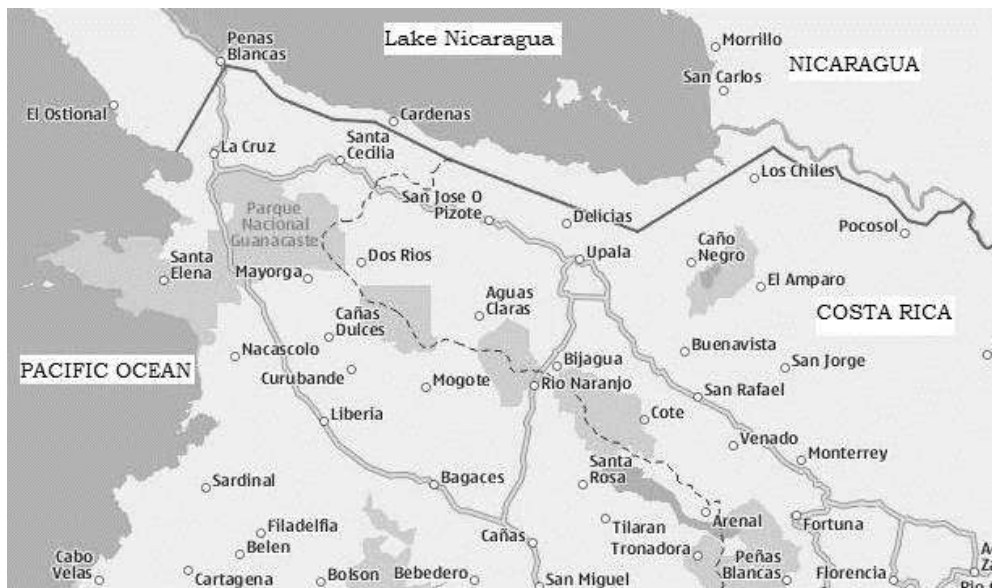 Penas
Blancas
Lake Nicaragua
Morrillo
NICARAGUA
San Carlos
El Ostional
Cardenas
La Cruz
Santa
Cecilia
Los Chiles
San Jose O
Pizote
Parque
Nacional
Guanacaste
Delicias
Pocosol
Santa
Elena
Dos Rios
Upala
Caño
Negro
Mayorga
El Amparo
Aguas
Claras
COSTA RICA
Cañas
Dulces
PACIFIC OCEAN
Nacascolo
Buenavista
Bijagua
San Jorge
Curubande
Mogote
Rio Naranjo
San Rafael
Liberia
Cote
Venado
Monterrey
Bagaces
Santa
Rosa
Sardinal
Filadelfia
Cañas
Tilaran
Arenal
Fortuna
Belen
Tronadora
Cabo
Velas
Cartagena
Bolson
Bebedero
San Miguel
Peñas
Blancas
Florencia